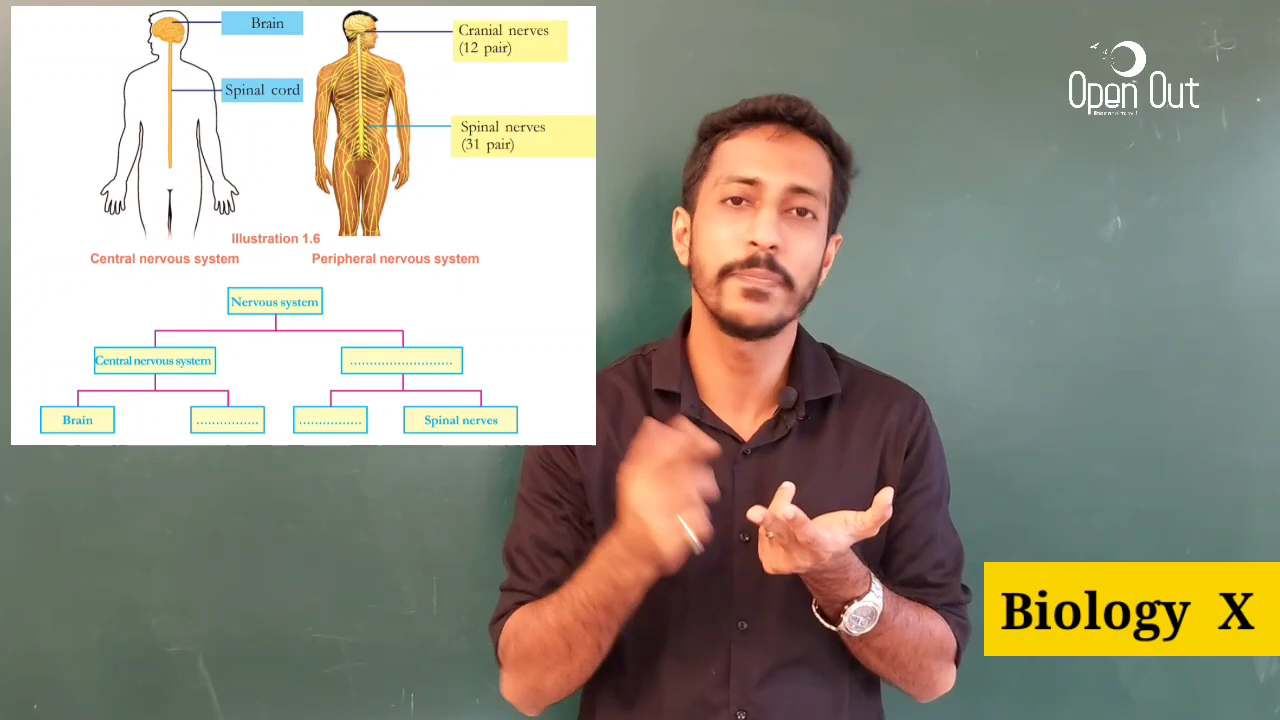 Brain
Spinal cord
Cranial nerves
(12 pair)
Spinal nerves
(31 pair)
Illustration 1.6
Central nervous system
Peripheral nervous system
Nervous system
Central nervous system
.........................
Brain
................
................
Spinal nerves
Open Out
Biology X